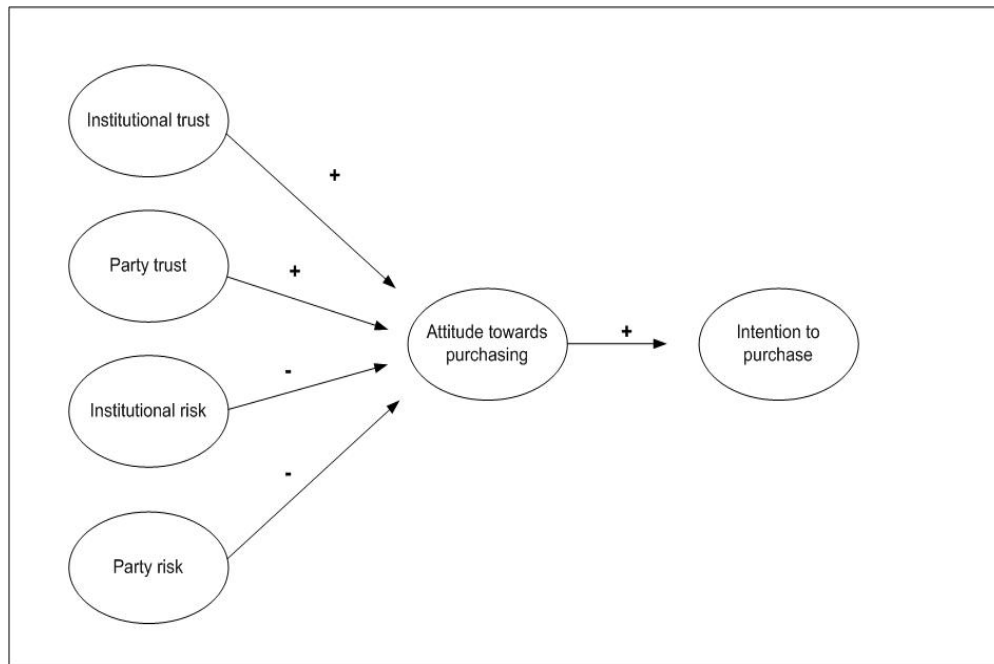 Institutional trust
+
Party trust
+
Institutional risk
-
Party risk
-
Attitude towards
purchasing
+
Intention to
purchase